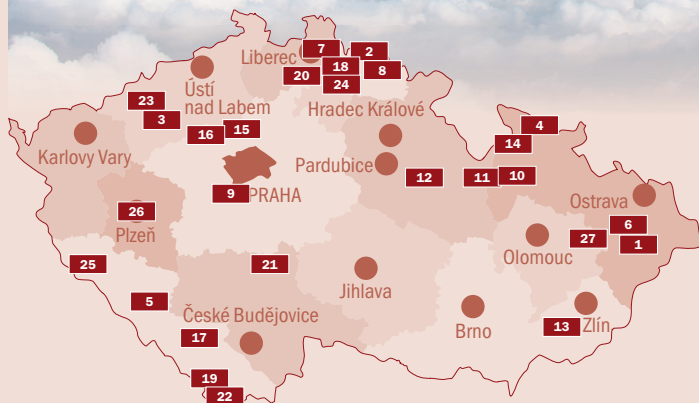 7
2
Liberec
20
18
8
24
23
Ústí
nad Labem
3
Hradec Králové
16
15
4
Karlovy Vary
14
Pardubice
12
11
10
9
PRAHA
Ostrava
26
Plzeň
6
27
1
Olomouc
25
21
Jihlava
5
České Budějovice
17
Brno
13
Zlín
19
22